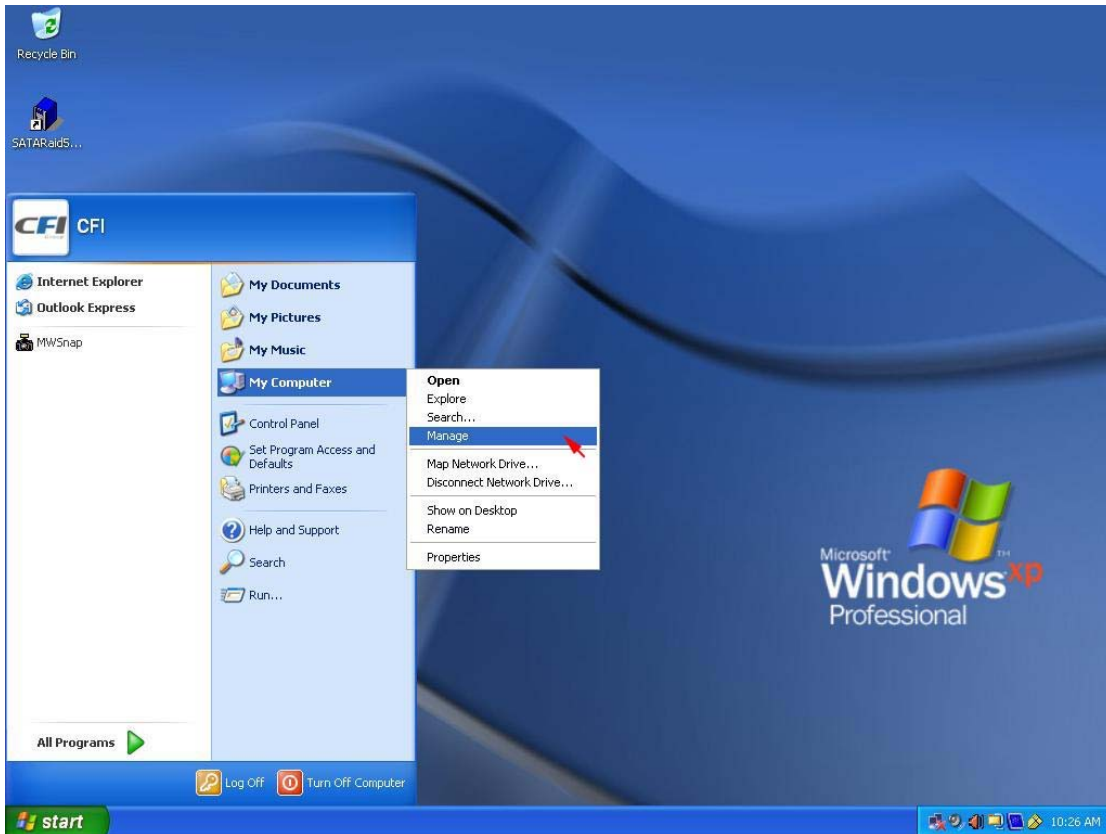 Recycle Bin
SATARaid5...
CFI CFI
Internet Explorer
Outlook Express
MWSnap
All Programs
My Documents
My Pictures
My Music
My Computer
Control Panel
Set Program Access and
Defaults
Printers and Faxes
Help and Support
Search
Run...
Open
Explore
Search...
Manage
Map Network Drive...
Disconnect Network Drive...
Show on Desktop
Rename
Properties
Microsoft
Windows xp
TM
Professional
Log Off
Turn Off Computer
start
10:26 AM